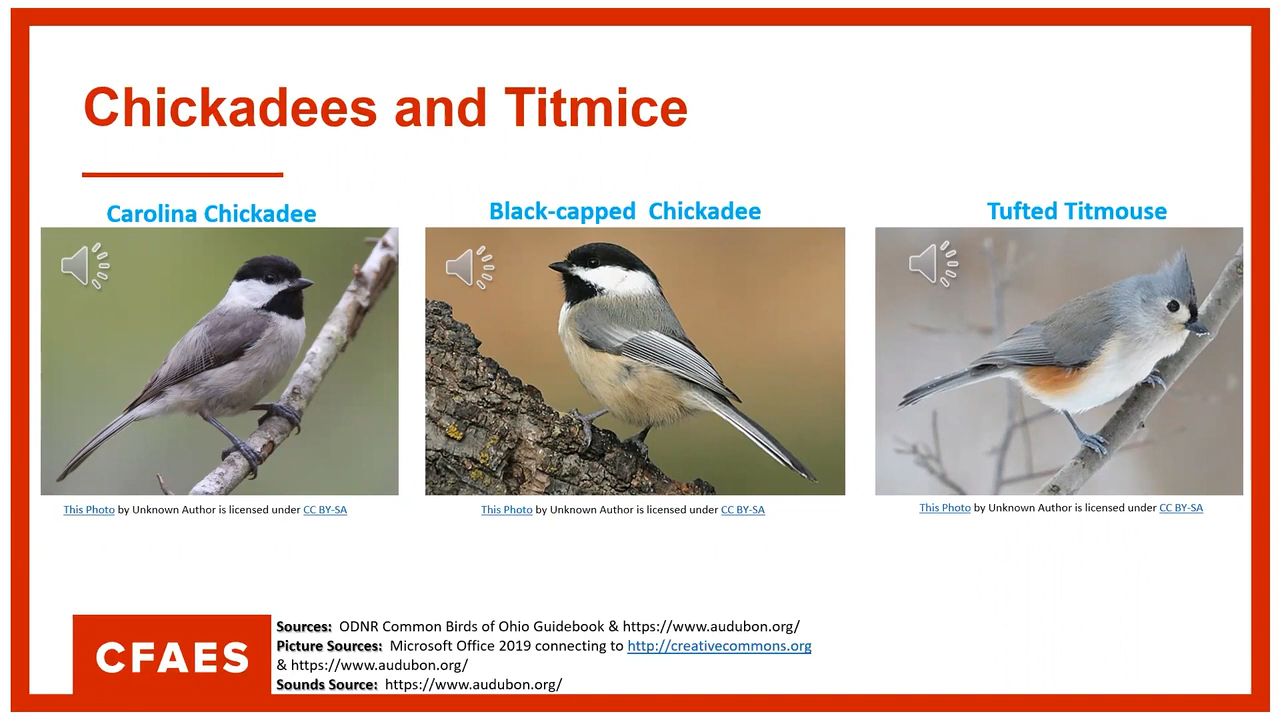 Chickadees and Titmice
Carolina Chickadee
Black-capped  Chickadee
Tufted Titmouse
This Photo by Unknown Author is licensed under CC BY-SA
This Photo by Unknown Author is licensed under CC BY-SA
This Photo by Unknown Author is licensed under CC BY-SA
CFAES
Sources:  ODNR Common Birds of Ohio Guidebook & https://www.audubon.org/
Picture Sources:  Microsoft Office 2019 connecting to http://creativecommons.org
& https://www.audubon.org/
Sounds Source:  https://www.audubon.org/